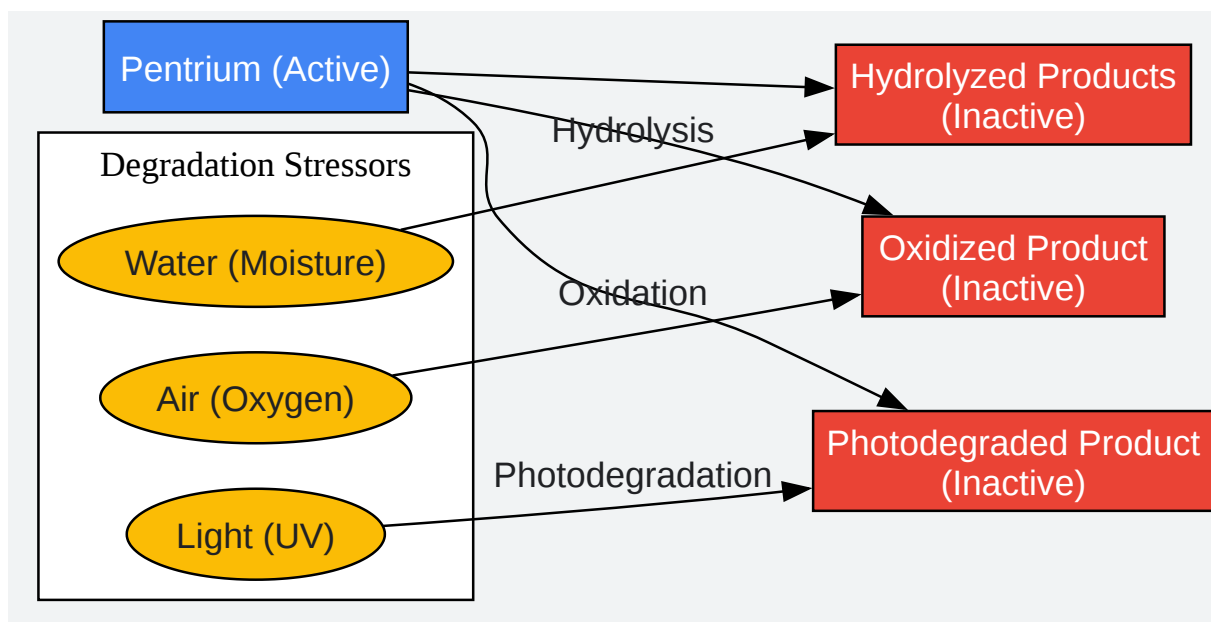 Pentrium (Active)
Hydrolyzed Products
(Inactive)
Hydrolysis
Degradation Stressors
Water (Moisture)
Oxidized Product
(Inactive)
Oxidation
Air (Oxygen)
Photodegraded Product
(Inactive)
Photodegradation
Light (UV)